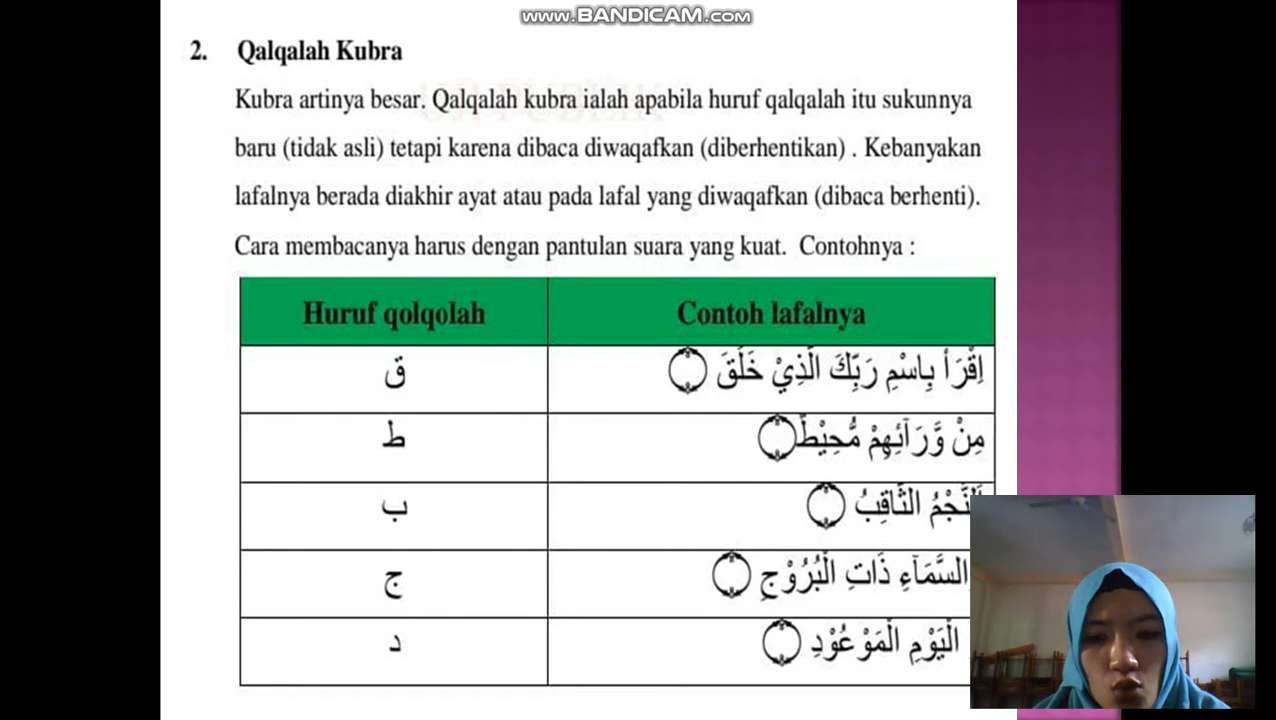 www.BANDICAM.com
2. Qalqalah Kubra
Kubra artinya besar. Qalqalah kubra ialah apabila huruf qalqalah itu sukunnya
baru (tidak asli) tetapi karena dibaca diwaqafkan (diberhentikan) . Kebanyakan
lafalnya berada diakhir ayat atau pada lafal yang diwaqafkan (dibaca berhenti).
Cara membacanya harus dengan pantulan suara yang kuat. Contohnya :
Huruf qolqolah Contoh lafalnya
ق اِقْرَأْ بِاسْمِ رَبِّكَ الَّذِيْ خَلَقَ
ط مِنْ وَّرَآئِهِمْ مُّحِيْطٌ
ب اَلنَّجْمُ الثَّاقِبُ
ج السَّمَآءِ ذَاتِ الْبُرُوْجِ
د الْيَوْمِ الْمَوْعُوْدِ